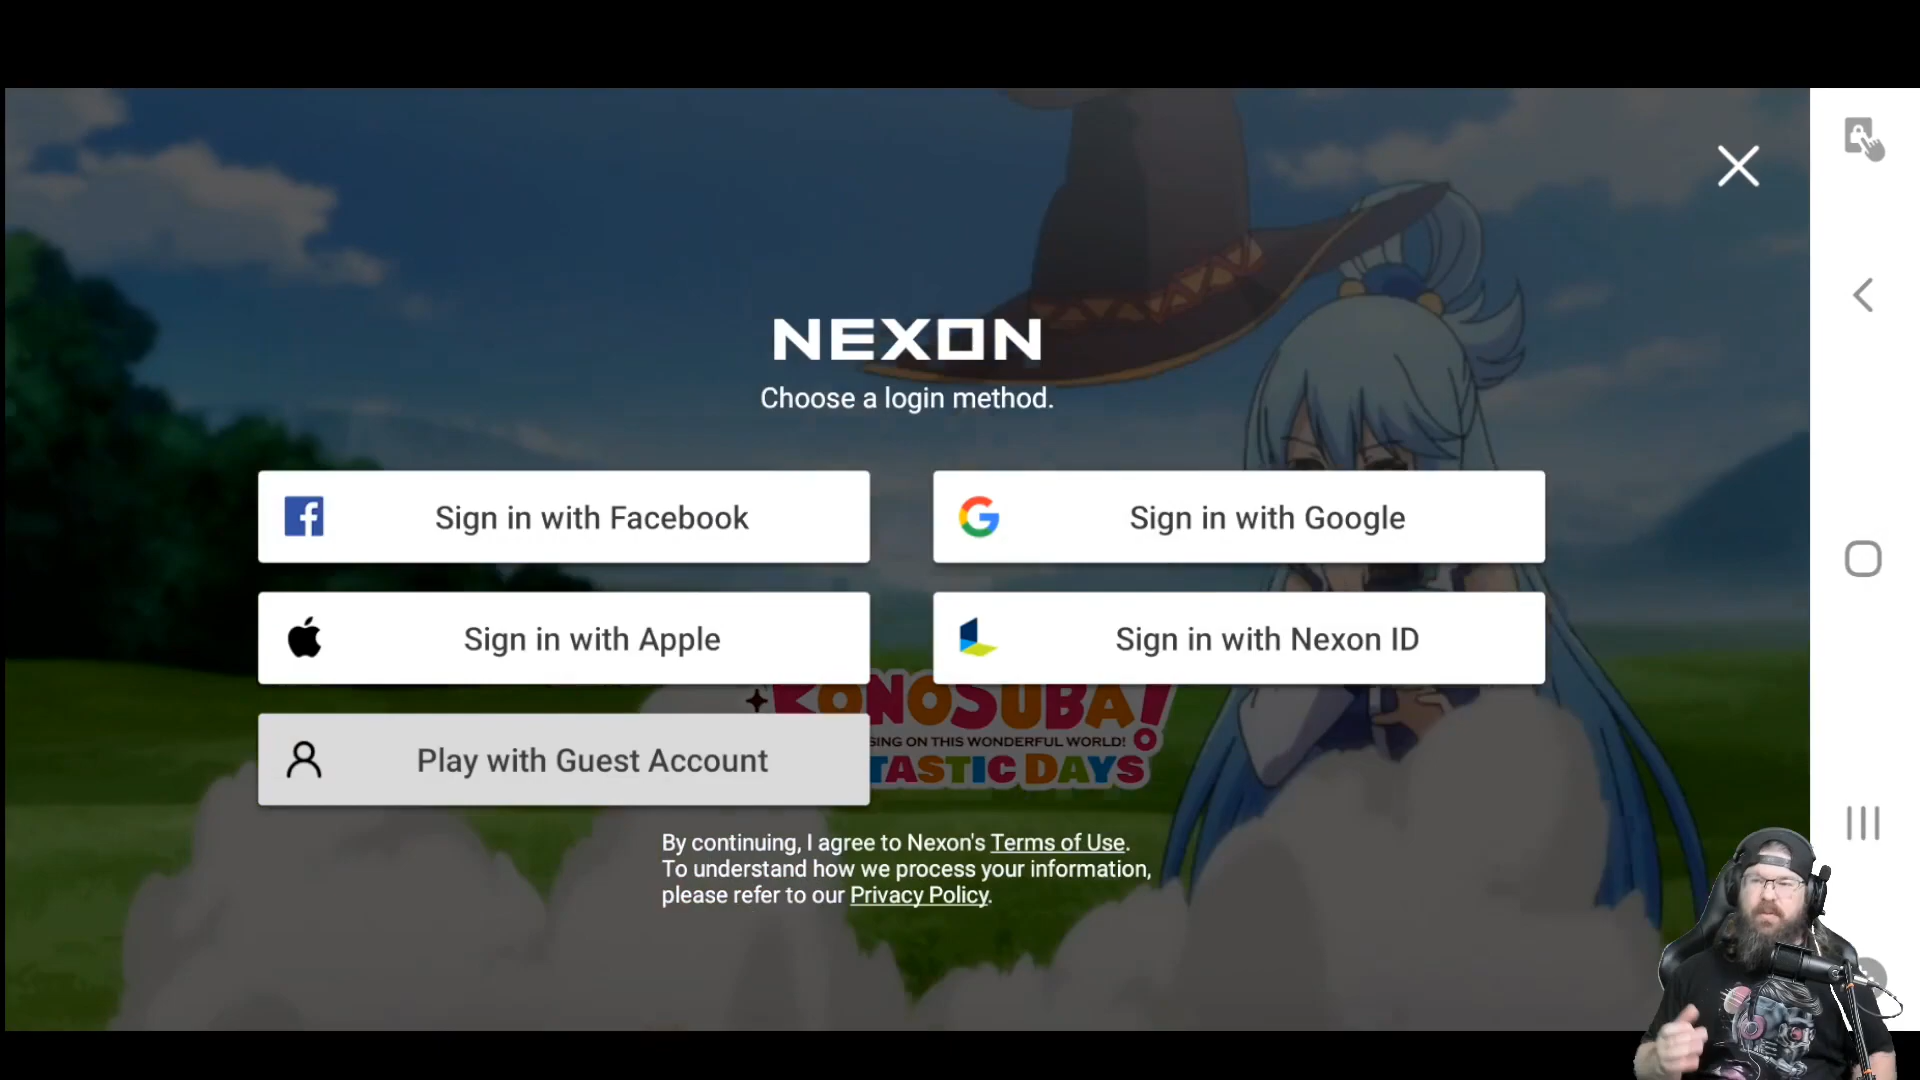 NEXON
Choose a login method.
Sign in with Facebook
Sign in with Google
Sign in with Apple
Sign in with Nexon ID
KONOSUBA!
SING ON THIS WONDERFUL WORLD!
TASTIC DAYS
Play with Guest Account
By continuing, I agree to Nexon's Terms of Use.
To understand how we process your information,
please refer to our Privacy Policy.